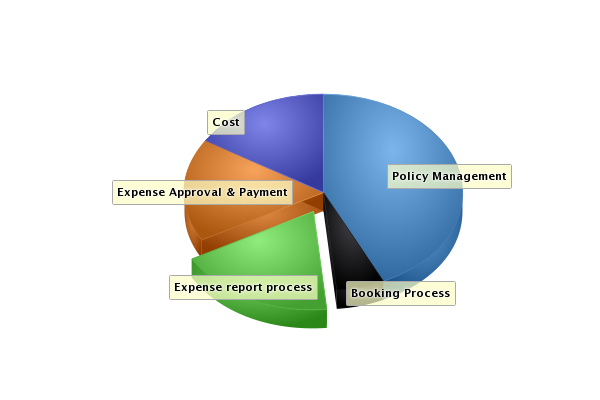 Cost
Policy Management
Expense Approval & Payment
Expense report process
Booking Process